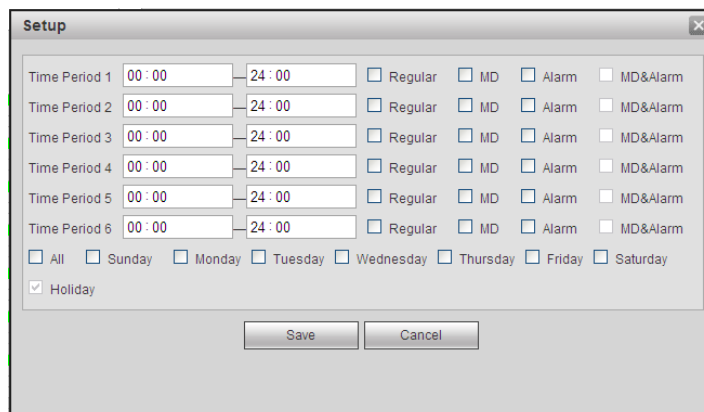 Setup
Time Period 1 00:00 — 24:00 Regular MD Alarm MD&Alarm
Time Period 2 00:00 — 24:00 Regular MD Alarm MD&Alarm
Time Period 3 00:00 — 24:00 Regular MD Alarm MD&Alarm
Time Period 4 00:00 — 24:00 Regular MD Alarm MD&Alarm
Time Period 5 00:00 — 24:00 Regular MD Alarm MD&Alarm
Time Period 6 00:00 — 24:00 Regular MD Alarm MD&Alarm
All Sunday Monday Tuesday Wednesday Thursday Friday Saturday
Holiday
Save Cancel